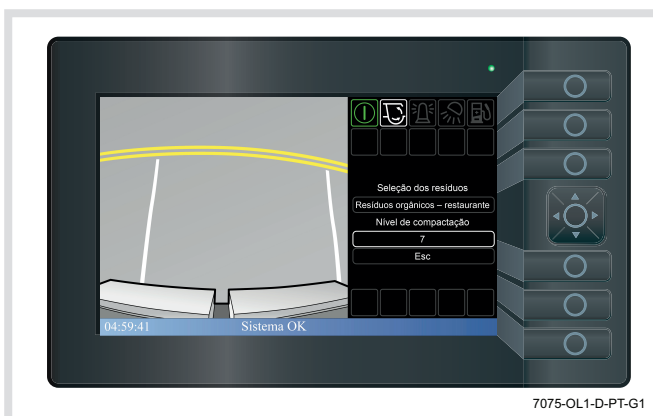 Seleção dos resíduos
Resíduos orgânicos – restaurante
Nível de compactação
7
Esc
04:59:41 Sistema OK
7075-OL1-D-PT-G1